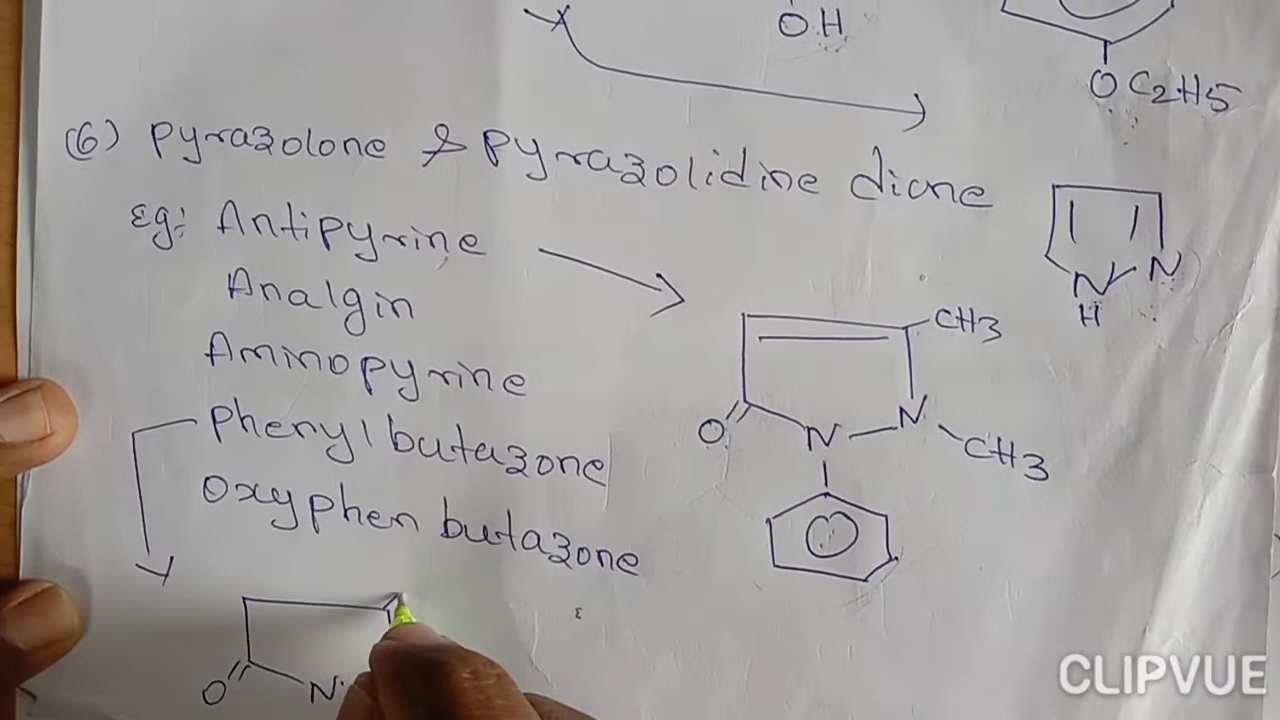 OH
OC2H5
(6) Pyrazolone & Pyrazolidine dione
Eg: Antipyrine
Analgin
Aminopyrine
Phenylbutazone
Oxyphen butazone
N N
H
CH3
O N N CH3
O N
CLIPVUE